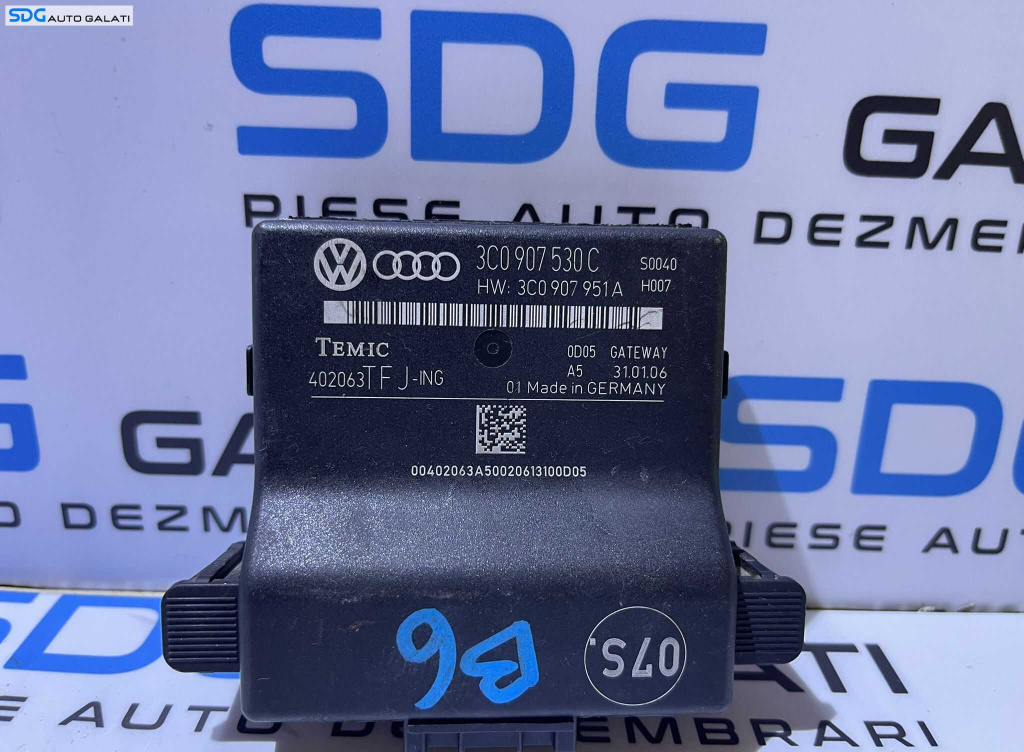 SDG AUTO GALATI
SDG GA
PIESE AUTO DEZME
3C0 907 530 C S0040
HW: 3C0 907 951 A H007
TEMIC
0D05 GATEWAY
A5 31.01.06
402063TFJ-ING
01 Made in GERMANY
00402063A50020613100D05
B6
07S.
GA
DEZM
SD
PIESE AUT
SDG
ATI
AUTO DEZMEMBRARI